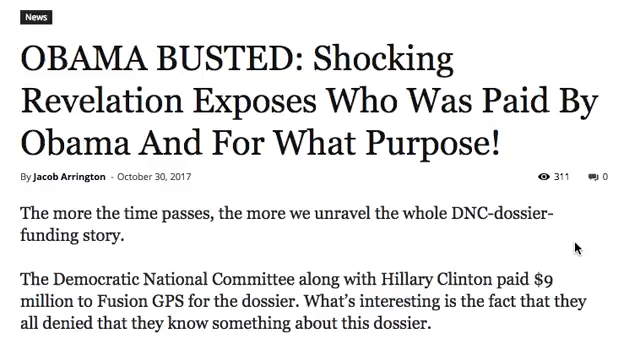 News
OBAMA BUSTED: Shocking
Revelation Exposes Who Was Paid By
Obama And For What Purpose!
By Jacob Arrington - October 30, 2017 311 0
The more the time passes, the more we unravel the whole DNC-dossier-
funding story.
The Democratic National Committee along with Hillary Clinton paid $9
million to Fusion GPS for the dossier. What's interesting is the fact that they
all denied that they know something about this dossier.